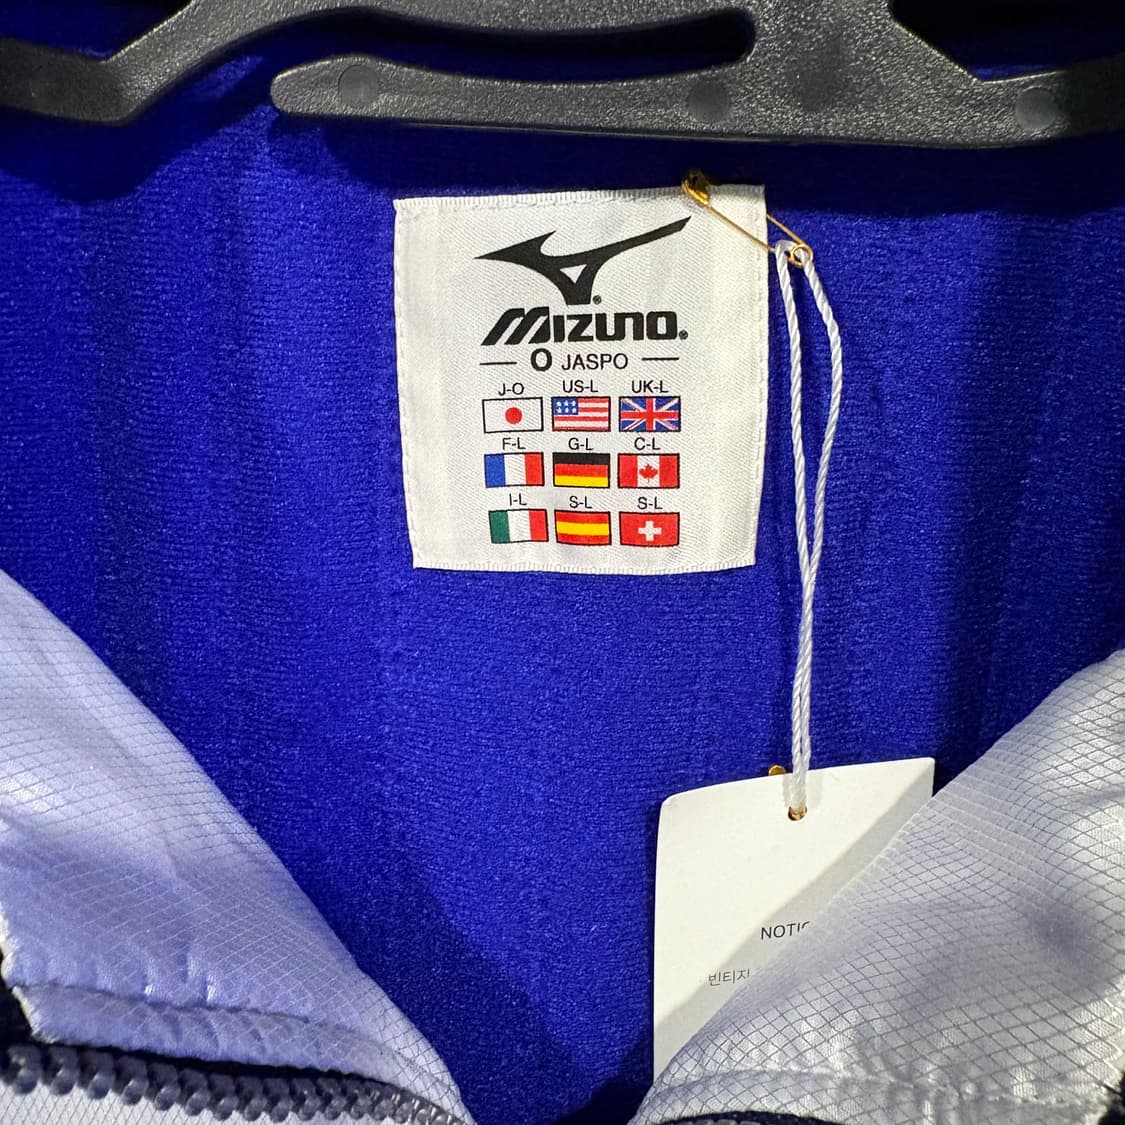 MIZUNO
O JASPO
J-O US-L UK-L
F-L G-L C-L
I-L S-L S-L
NOTIC
빈티지